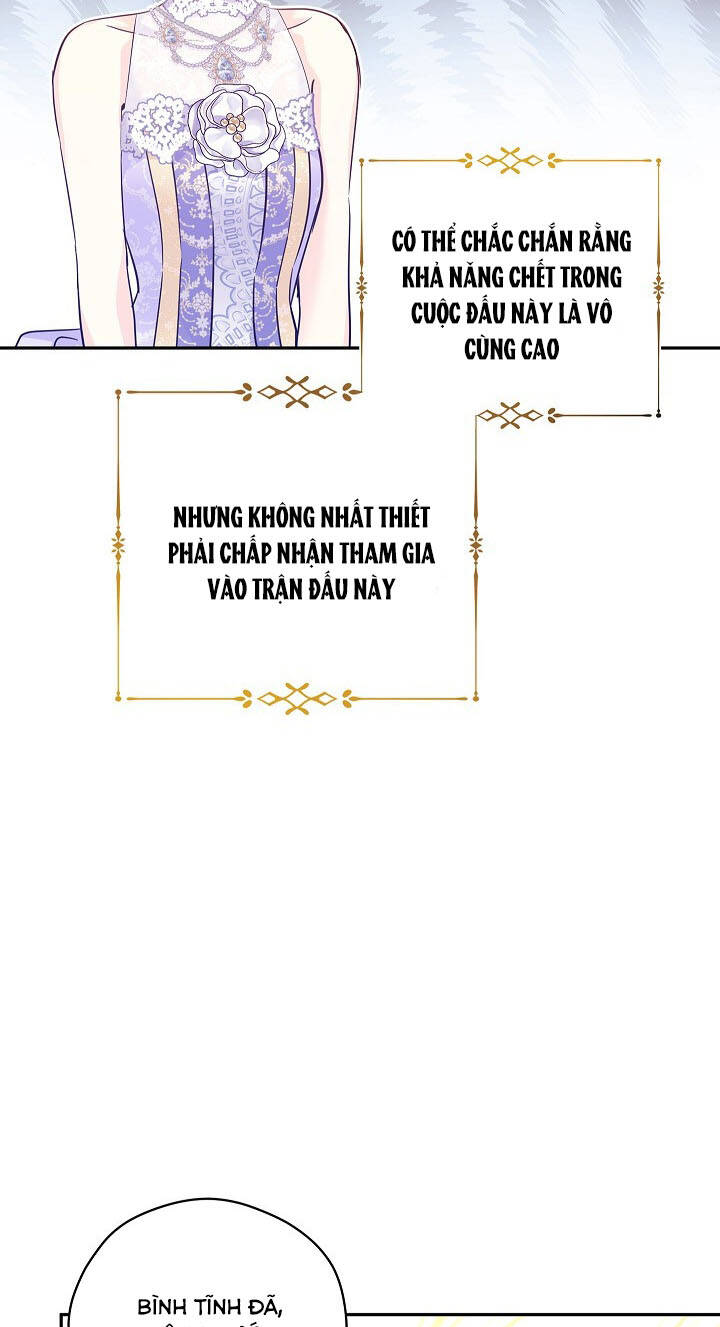 CÓ THỂ CHẮC CHẮN RẰNG
KHẢ NĂNG CHẾT TRONG
CUỘC ĐẤU NÀY LÀ VÔ
CÙNG CAO
NHƯNG KHÔNG NHẤT THIẾT
PHẢI CHẤP NHẬN THAM GIA
VÀO TRẬN ĐẤU NÀY
BÌNH TĨNH ĐÃ,